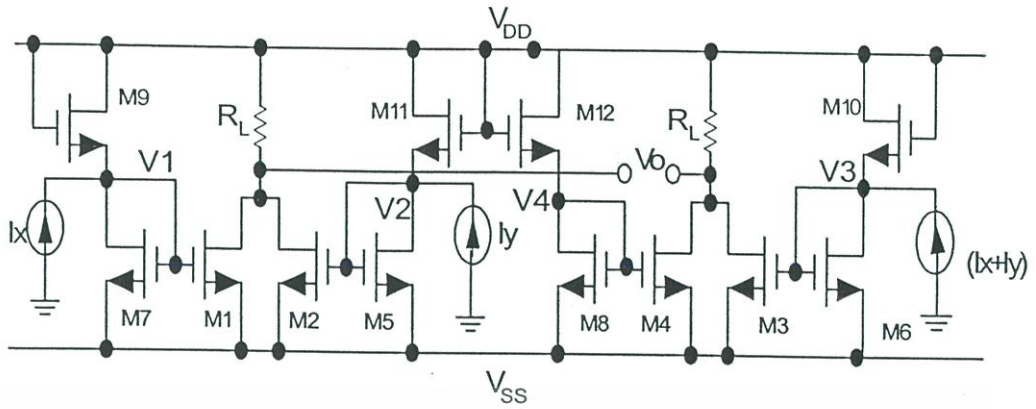 VDD
M9
RL
M11
M12
RL
M10
V1
Vo
V3
V2
V4
Ix
Iy
(Ix+Iy)
M7
M1
M2
M5
M8
M4
M3
M6
VSS